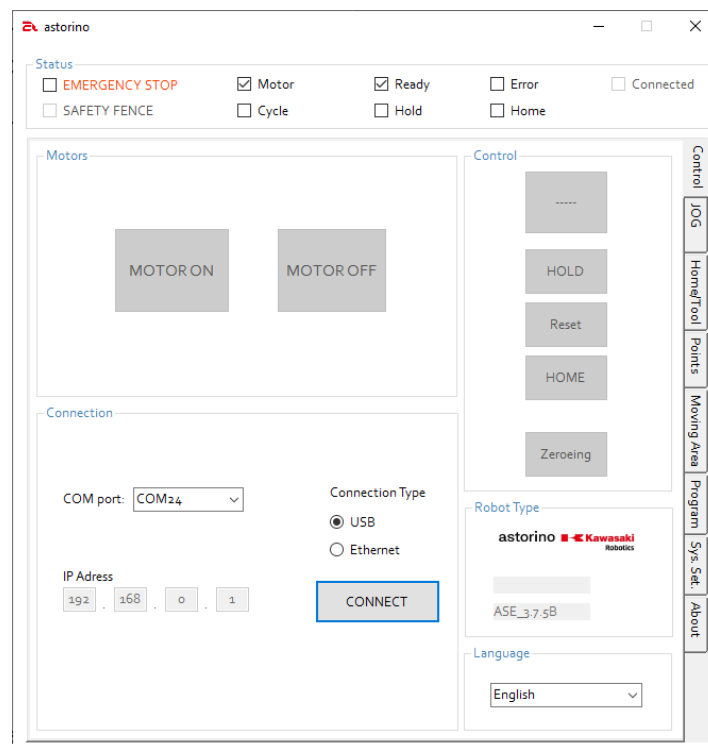 astorino
Status
EMERGENCY STOP Motor Ready Error Connected
SAFETY FENCE Cycle Hold Home
Motors
MOTOR ON MOTOR OFF
Control
-----
HOLD
Reset
HOME
Zeroeing
Connection
COM port: COM24
Connection Type
USB
Ethernet
IP Adress
192 . 168 . 0 . 1
CONNECT
Robot Type
astorino Kawasaki
Robotics
ASE_3.7.5B
Language
English
Control
JOG
Home/Tool
Points
Moving Area
Program
Sys. Set.
About